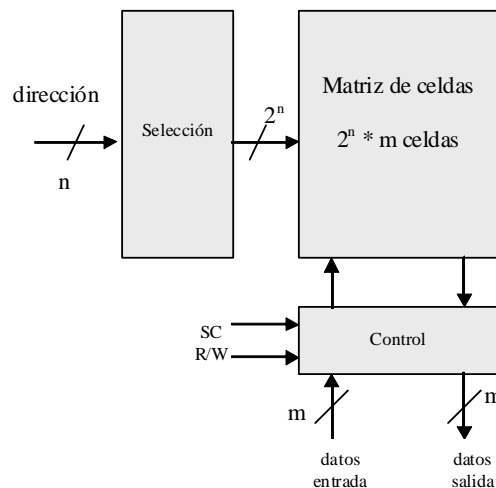 dirección
n
Selección
2ⁿ
Matriz de celdas
2ⁿ * m celdas
SC
R/W
Control
m
m
datos
entrada
datos
salida